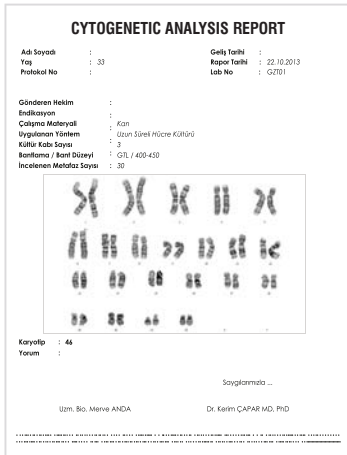 CYTOGENETIC ANALYSIS REPORT
Adı Soyadı :
Geliş Tarihi :
Yaş : 33
Rapor Tarihi : 22.10.2013
Protokol No :
Lab No : GZT01
Gönderen Hekim :
Endikasyon :
Çalışma Materyali : Kan
Uygulanan Yöntem : Uzun Süreli Hücre Kültürü
Kültür Kabı Sayısı : 3
Bantlama / Bant Düzeyi : GTL / 400-450
İncelenen Metafaz Sayısı : 30
Karyotip : 46
Yorum :
Saygılarımızla ...
Uzm. Bio. Merve ANDA
Dr. Kerim ÇAPAR MD. PhD